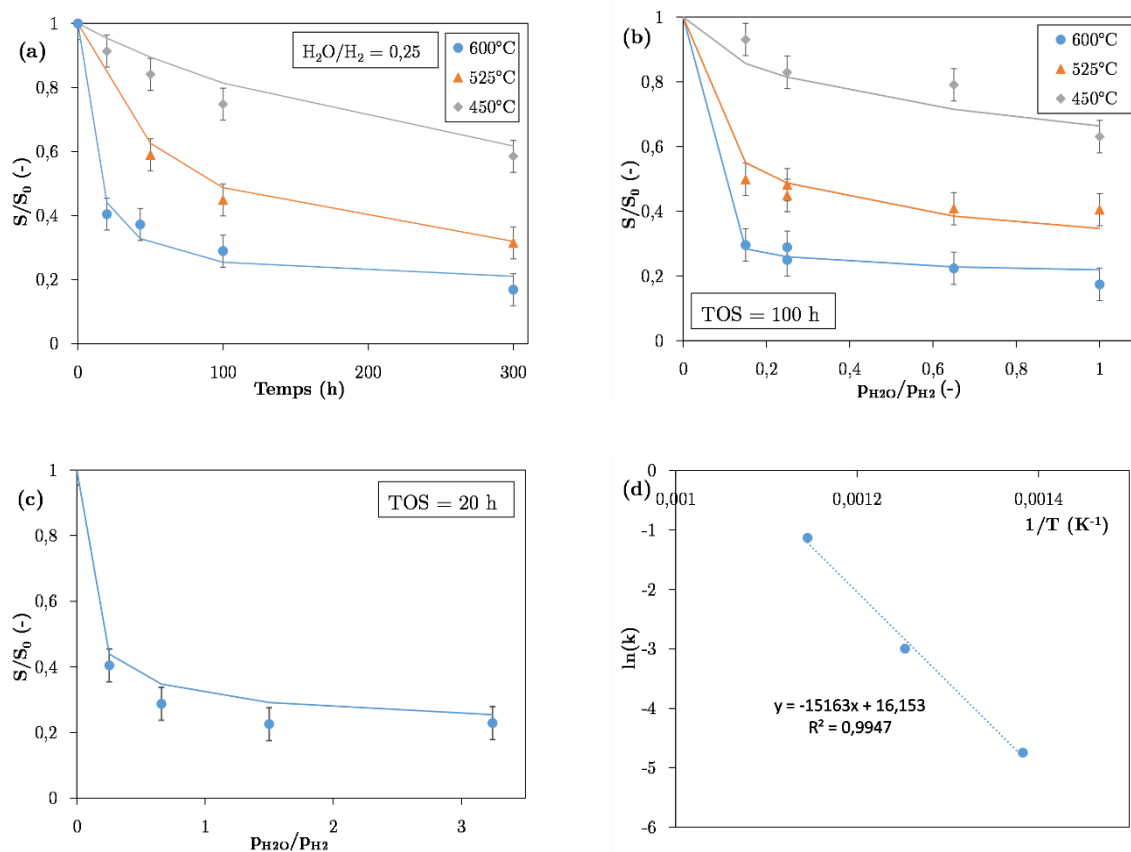 (a)
H₂O/H₂ = 0,25
600°C
525°C
450°C
1
0,8
0,6
0,4
0,2
0
S/S₀ (-)
0
100
200
300
Temps (h)
(b)
600°C
525°C
450°C
TOS = 100 h
1
0,8
0,6
0,4
0,2
0
S/S₀ (-)
0
0,2
0,4
0,6
0,8
1
pH2O/pH2 (-)
(c)
TOS = 20 h
1
0,8
0,6
0,4
0,2
0
S/S₀ (-)
0
1
2
3
pH2O/pH2
(d)
0
-1
-2
-3
-4
-5
-6
ln(k)
0,001
0,0012
0,0014
1/T (K⁻¹)
y = -15163x + 16,153
R² = 0,9947